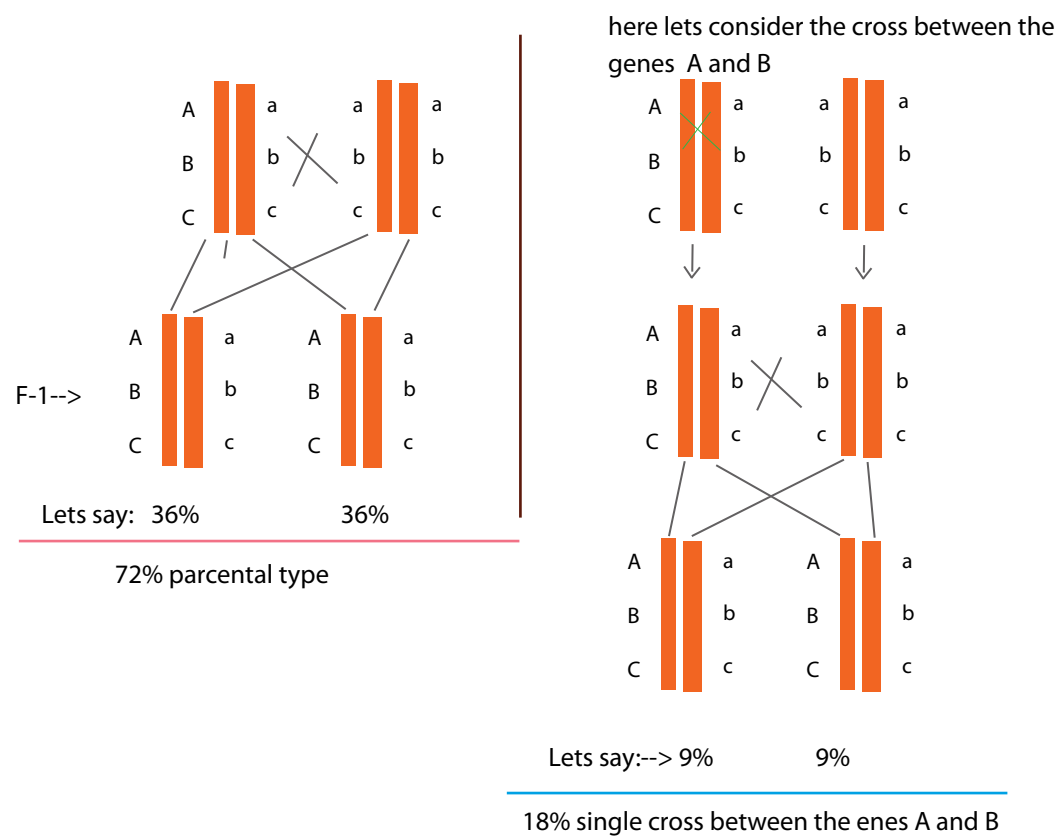 here lets consider the cross between the
genes A and B
A a a a
B b b b
C c c c
F-1-->
A a A a
B b B b
C c C c
Lets say: 36% 36%
72% parcental type
A a a a
B b b b
C c c c
A a a a
B b b b
C c c c
A a A a
B b B b
C c C c
Lets say:--> 9% 9%
18% single cross between the enes A and B